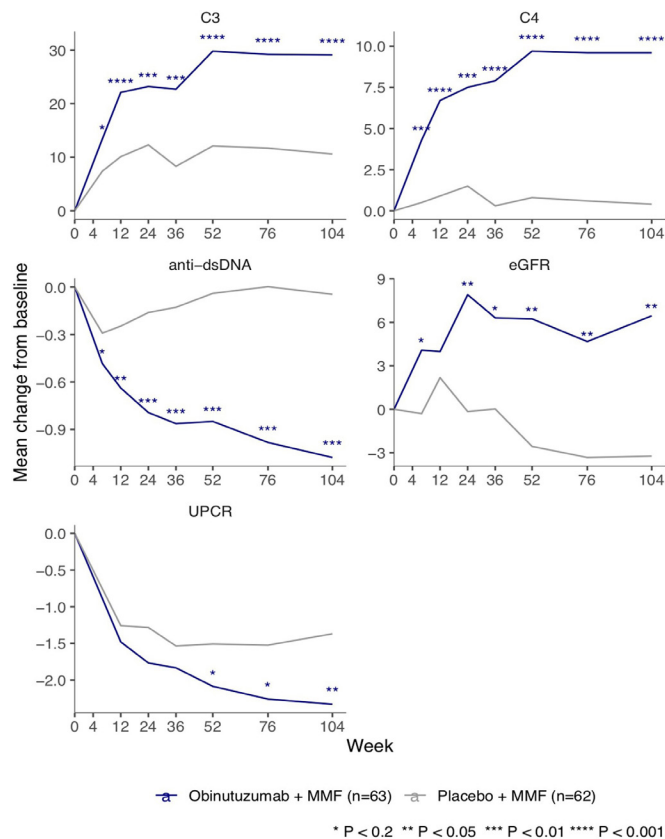 C3
30
20
10
0
**** **** ****
**** *** ***
*
0 4 12 24 36 52 76 104
C4
10.0
7.5
5.0
2.5
0.0
**** **** ****
**** *** ****
***
0 4 12 24 36 52 76 104
anti-dsDNA
0.0
-0.3
-0.6
-0.9
* ** *** *** *** *** ***
0 4 12 24 36 52 76 104
eGFR
9
6
3
0
-3
* ** * ** ** **
0 4 12 24 36 52 76 104
Mean change from baseline
UPCR
0.0
-0.5
-1.0
-1.5
-2.0
* * **
0 4 12 24 36 52 76 104
Week
a Obinutuzumab + MMF (n=63) a Placebo + MMF (n=62)
* P < 0.2 ** P < 0.05 *** P < 0.01 **** P < 0.001